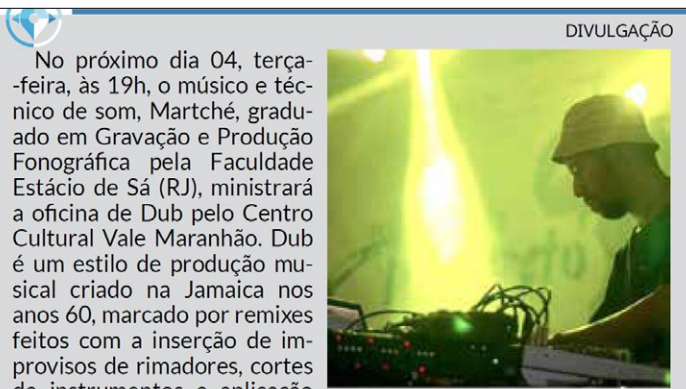 DIVULGAÇÃO
No próximo dia 04, terça-
-feira, às 19h, o músico e téc-
nico de som, Martché, gradu-
ado em Gravação e Produção
Fonográfica pela Faculdade
Estácio de Sá (RJ), ministrará
a oficina de Dub pelo Centro
Cultural Vale Maranhão. Dub
é um estilo de produção mu-
sical criado na Jamaica nos
anos 60, marcado por remixes
feitos com a inserção de im-
provisos de rimadores, cortes
de instrumentos e aplicação